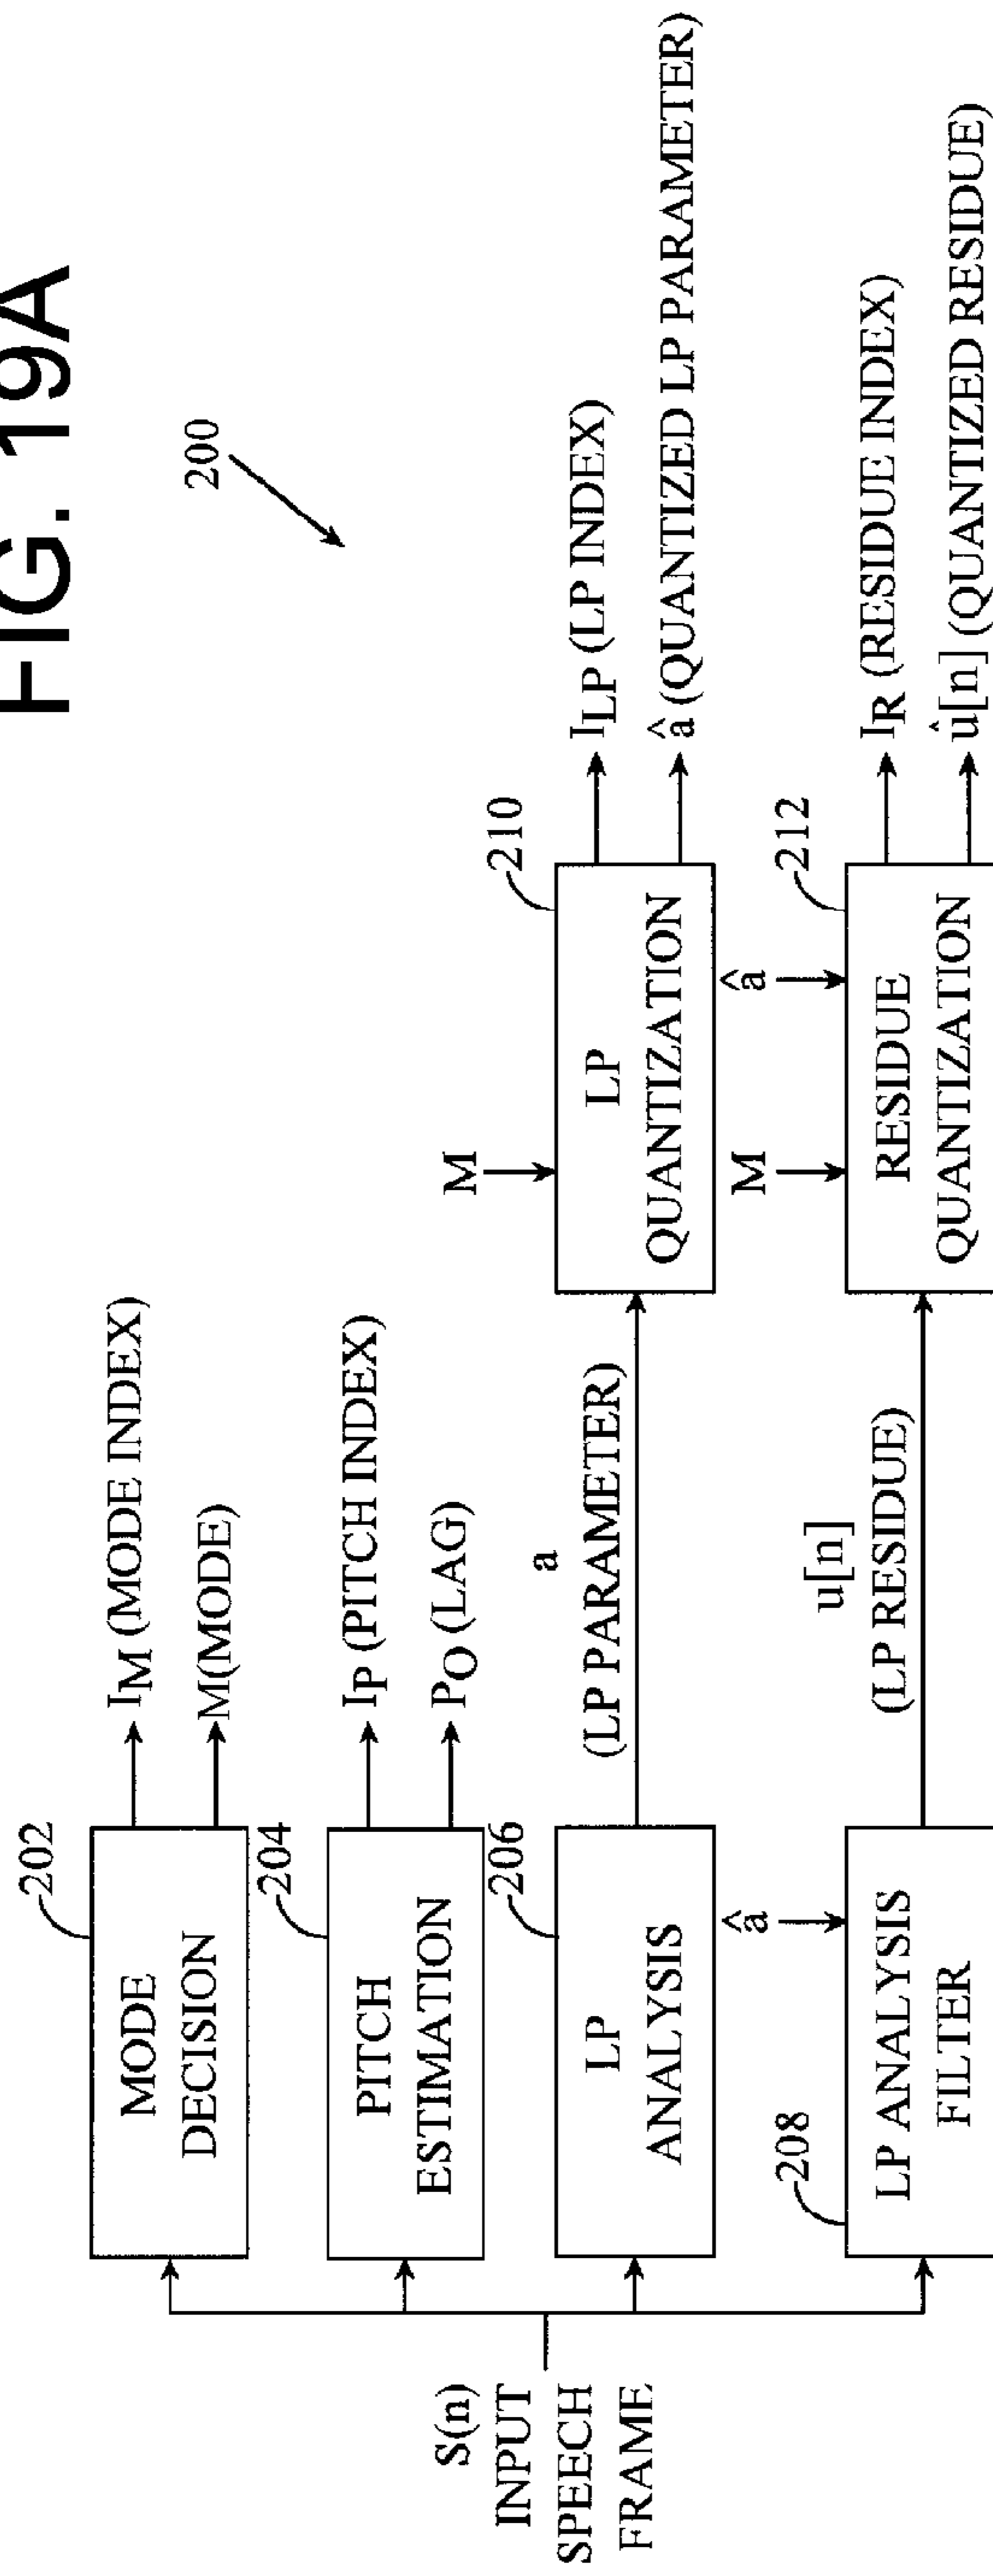 FIG. 19A
200
S(n)
INPUT
SPEECH
FRAME
202
MODE
DECISION
I_M (MODE INDEX)
M(MODE)
204
PITCH
ESTIMATION
I_P (PITCH INDEX)
P_O (LAG)
206
LP
ANALYSIS
a
(LP PARAMETER)
M
210
LP
QUANTIZATION
I_LP (LP INDEX)
â (QUANTIZED LP PARAMETER)
â
208
LP ANALYSIS
FILTER
u[n]
(LP RESIDUE)
M
â
212
RESIDUE
QUANTIZATION
I_R (RESIDUE INDEX)
û[n] (QUANTIZED RESIDUE)